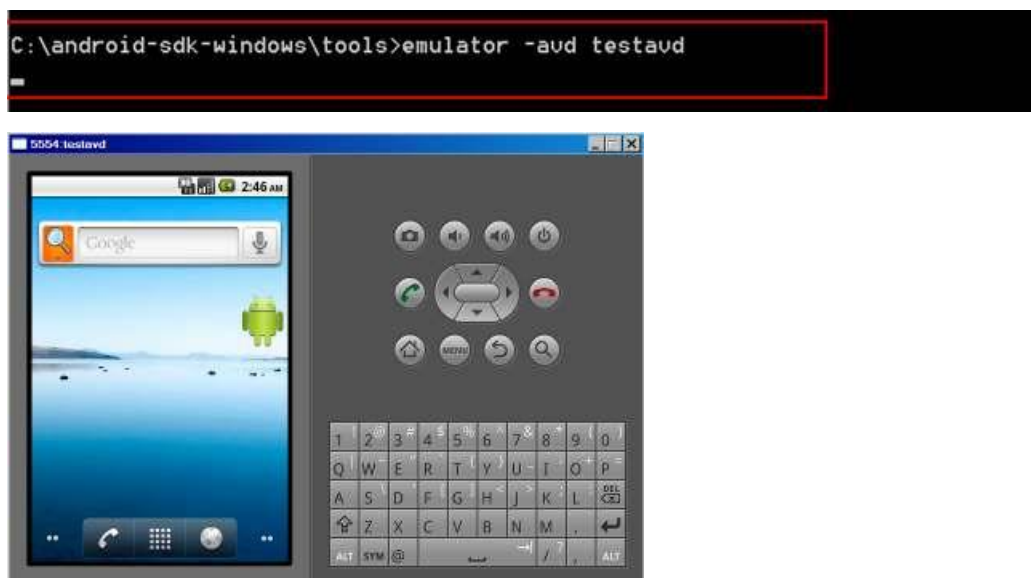 C:\android-sdk-windows\tools>emulator -avd testavd
5554:testavd
2:46 AM
Google
MENU
1 ! 2 @ 3 # 4 $ 5 % 6 ^ 7 & 8 * 9 ( 0 )
Q W E R T Y U I O P
A S D F G H J K L DEL
Z X C V B N M .
ALT SYM @ / ? , ALT